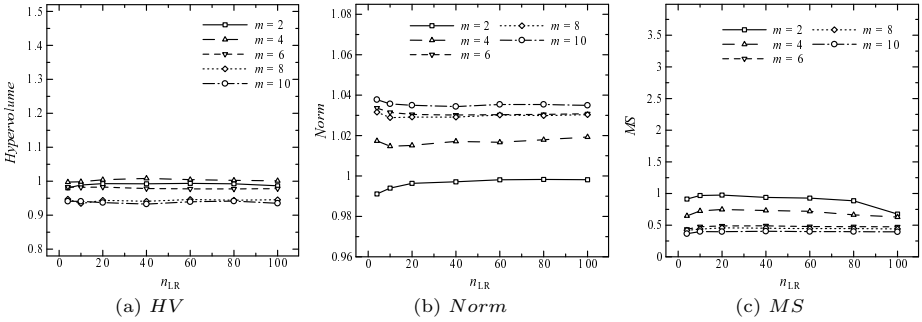 Hypervolume
1.5
1.4
1.3
1.2
1.1
1
0.9
0.8
0 20 40 60 80 100
n_LR
m = 2
m = 4
m = 6
m = 8
m = 10
(a) HV
Norm
1.08
1.06
1.04
1.02
1
0.98
0.96
0 20 40 60 80 100
n_LR
m = 2 m = 8
m = 4 m = 10
m = 6
(b) Norm
MS
3.5
3
2.5
2
1.5
1
0.5
0
0 20 40 60 80 100
n_LR
m = 2 m = 8
m = 4 m = 10
m = 6
(c) MS